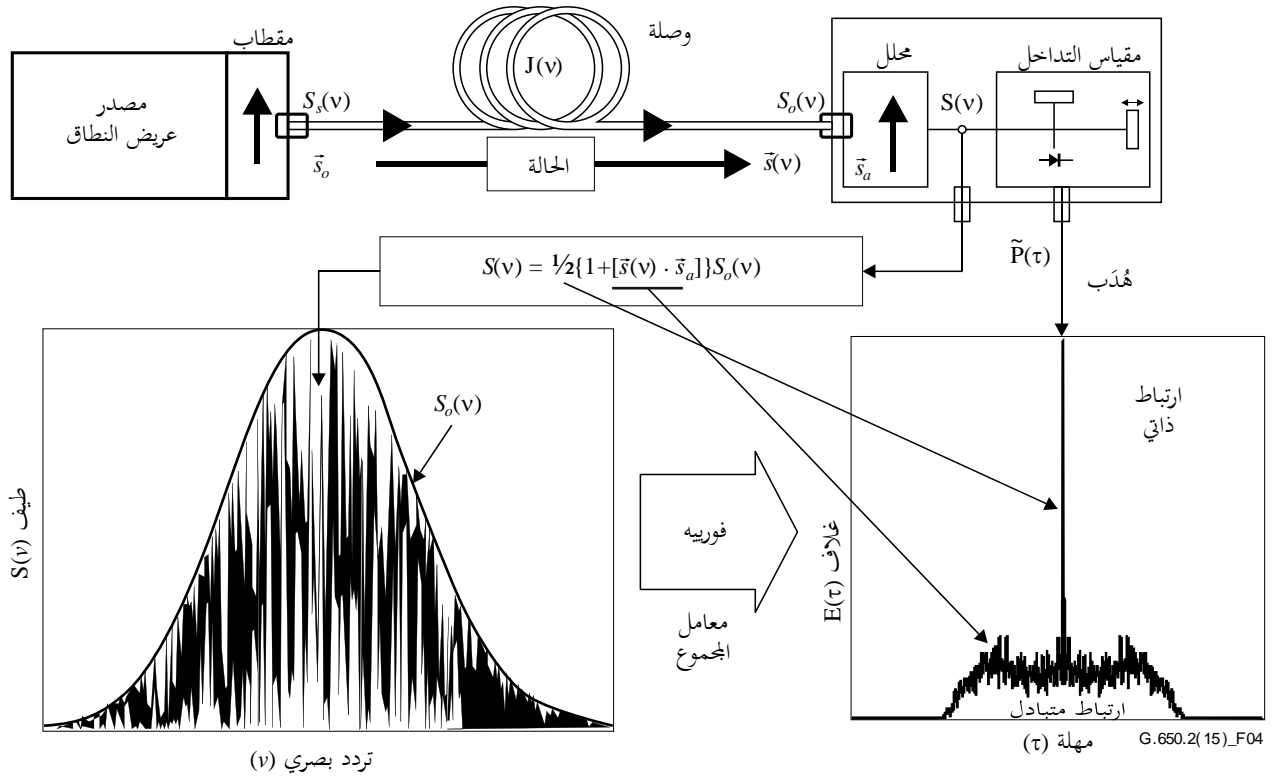 مقطاب
مصدر
عريض النطاق
S_s(ν)
s⃗_o
وصلة
J(ν)
الحالة
S_o(ν)
s⃗(ν)
محلل
s⃗_a
S(ν)
مقياس التداخل
P̃(τ)
هُدَب
S(ν) = ½{1+[s⃗(ν) · s⃗_a]}S_o(ν)
طيف S(ν)
S_o(ν)
تردد بصري (ν)
فورييه
معامل
المجموع
غلاف E(τ)
ارتباط
ذاتي
ارتباط متبادل
مهلة (τ)
G.650.2(15)_F04